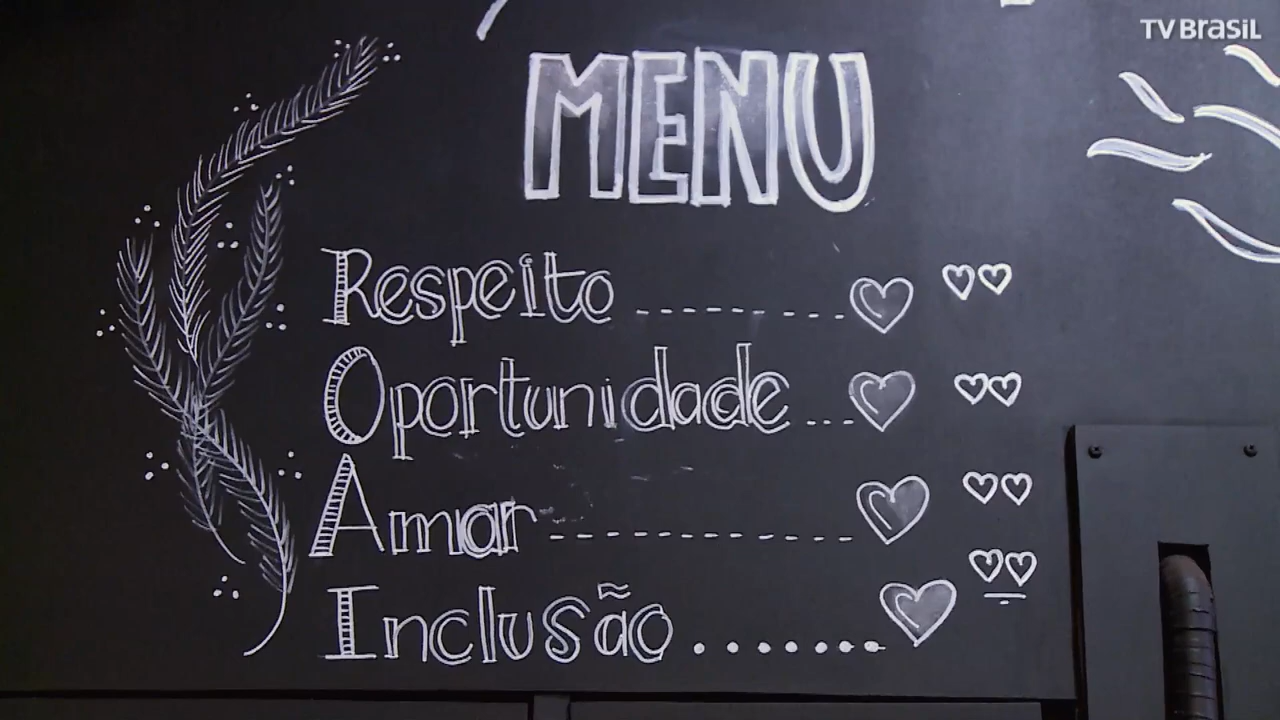 TV BRASIL
MENU
Respeito ---------
Oportunidade ...
Amar ------------
Inclusão .......